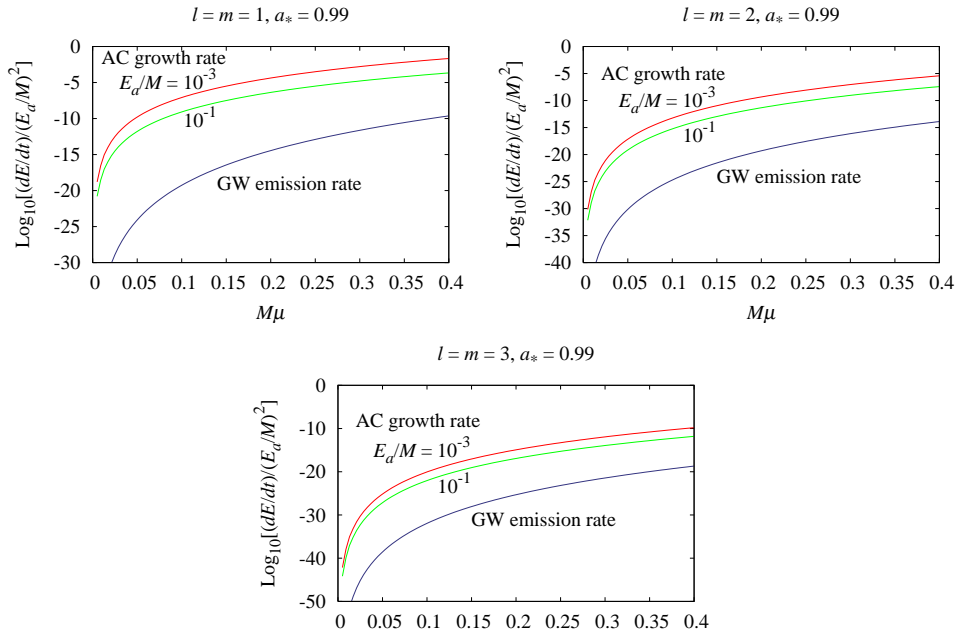 l = m = 1, a* = 0.99
Log10[(dE/dt)/(Ea/M)^2]
0
-5
-10
-15
-20
-25
-30
AC growth rate
Ea/M = 10^-3
10^-1
GW emission rate
0 0.05 0.1 0.15 0.2 0.25 0.3 0.35 0.4
Mμ
l = m = 2, a* = 0.99
Log10[(dE/dt)/(Ea/M)^2]
0
-5
-10
-15
-20
-25
-30
-35
-40
AC growth rate
Ea/M = 10^-3
10^-1
GW emission rate
0 0.05 0.1 0.15 0.2 0.25 0.3 0.35 0.4
Mμ
l = m = 3, a* = 0.99
Log10[(dE/dt)/(Ea/M)^2]
0
-10
-20
-30
-40
-50
AC growth rate
Ea/M = 10^-3
10^-1
GW emission rate
0 0.05 0.1 0.15 0.2 0.25 0.3 0.35 0.4